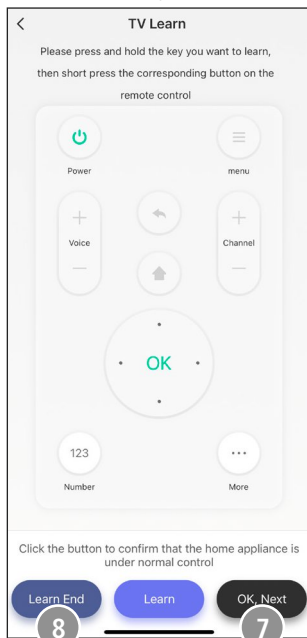 TV Learn
Please press and hold the key you want to learn,
then short press the corresponding button on the
remote control
Power
menu
+ +
Voice Channel
— —
OK
123
...
Number More
Click the button to confirm that the home appliance is
under normal control
Learn End Learn OK, Next
8 7